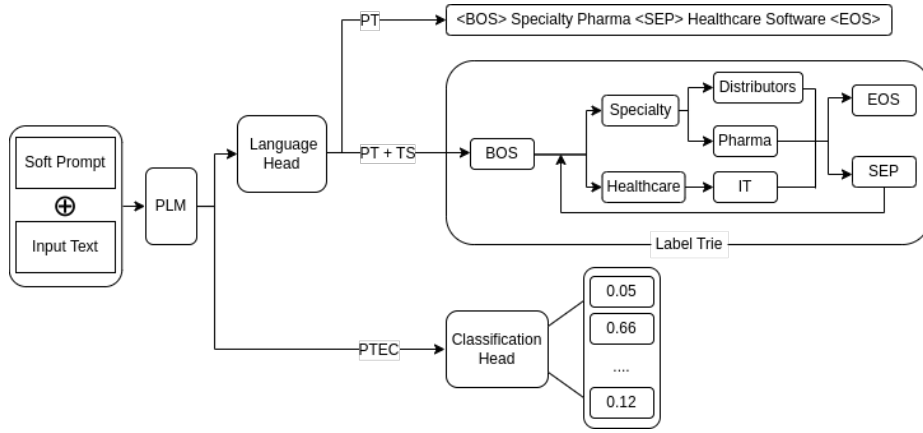 PT
<BOS> Specialty Pharma <SEP> Healthcare Software <EOS>
Soft Prompt
Input Text
PLM
Language
Head
PT + TS
BOS
Specialty
Distributors
Pharma
Healthcare
IT
EOS
SEP
Label Trie
PTEC
Classification
Head
0.05
0.66
....
0.12